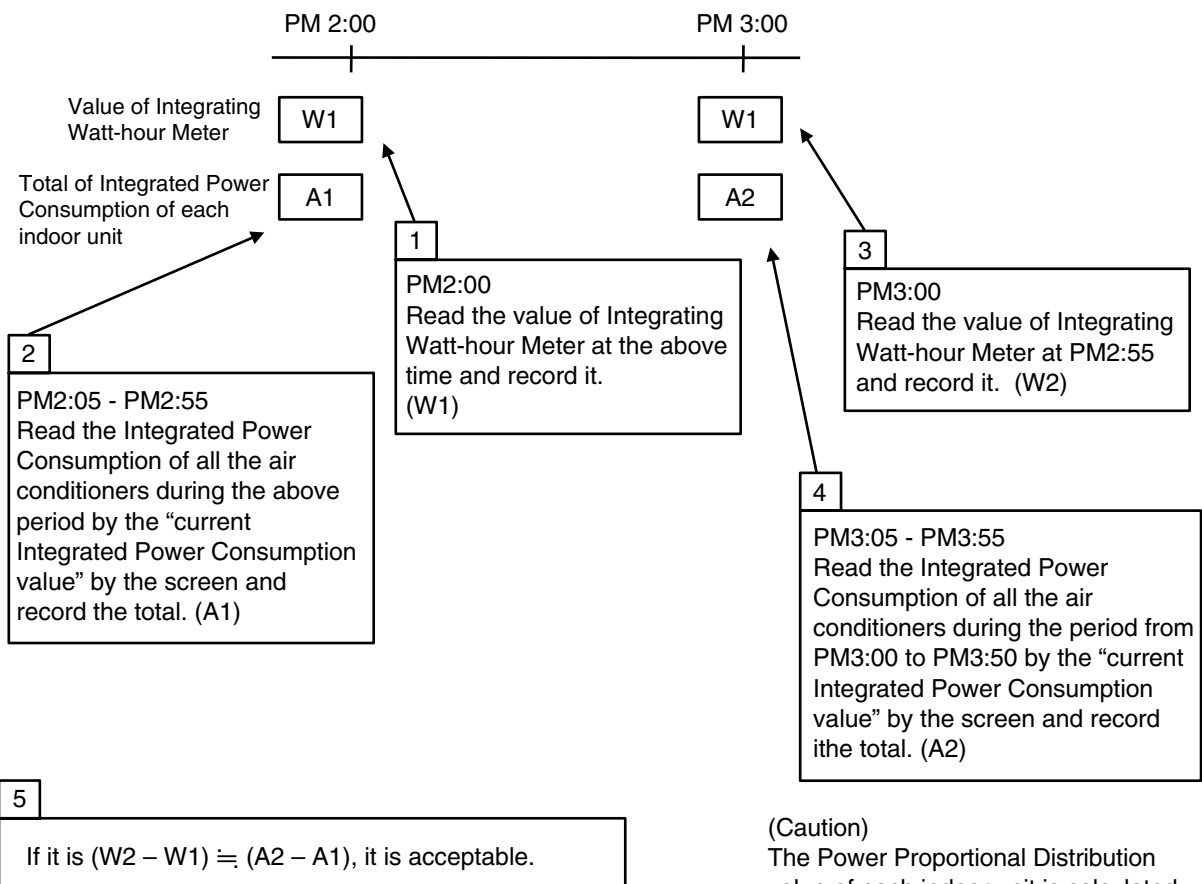 PM 2:00
PM 3:00
Value of Integrating
Watt-hour Meter
W1
W1
Total of Integrated Power
Consumption of each
indoor unit
A1
A2
1
PM2:00
Read the value of Integrating
Watt-hour Meter at the above
time and record it.
(W1)
3
PM3:00
Read the value of Integrating
Watt-hour Meter at PM2:55
and record it. (W2)
2
PM2:05 - PM2:55
Read the Integrated Power
Consumption of all the air
conditioners during the above
period by the “current
Integrated Power Consumption
value” by the screen and
record the total. (A1)
4
PM3:05 - PM3:55
Read the Integrated Power
Consumption of all the air
conditioners during the period from
PM3:00 to PM3:50 by the “current
Integrated Power Consumption
value” by the screen and record
ithe total. (A2)
5
If it is (W2 – W1) ≒ (A2 – A1), it is acceptable.
(Caution)
The Power Proportional Distribution
value of each indoor unit is calculated